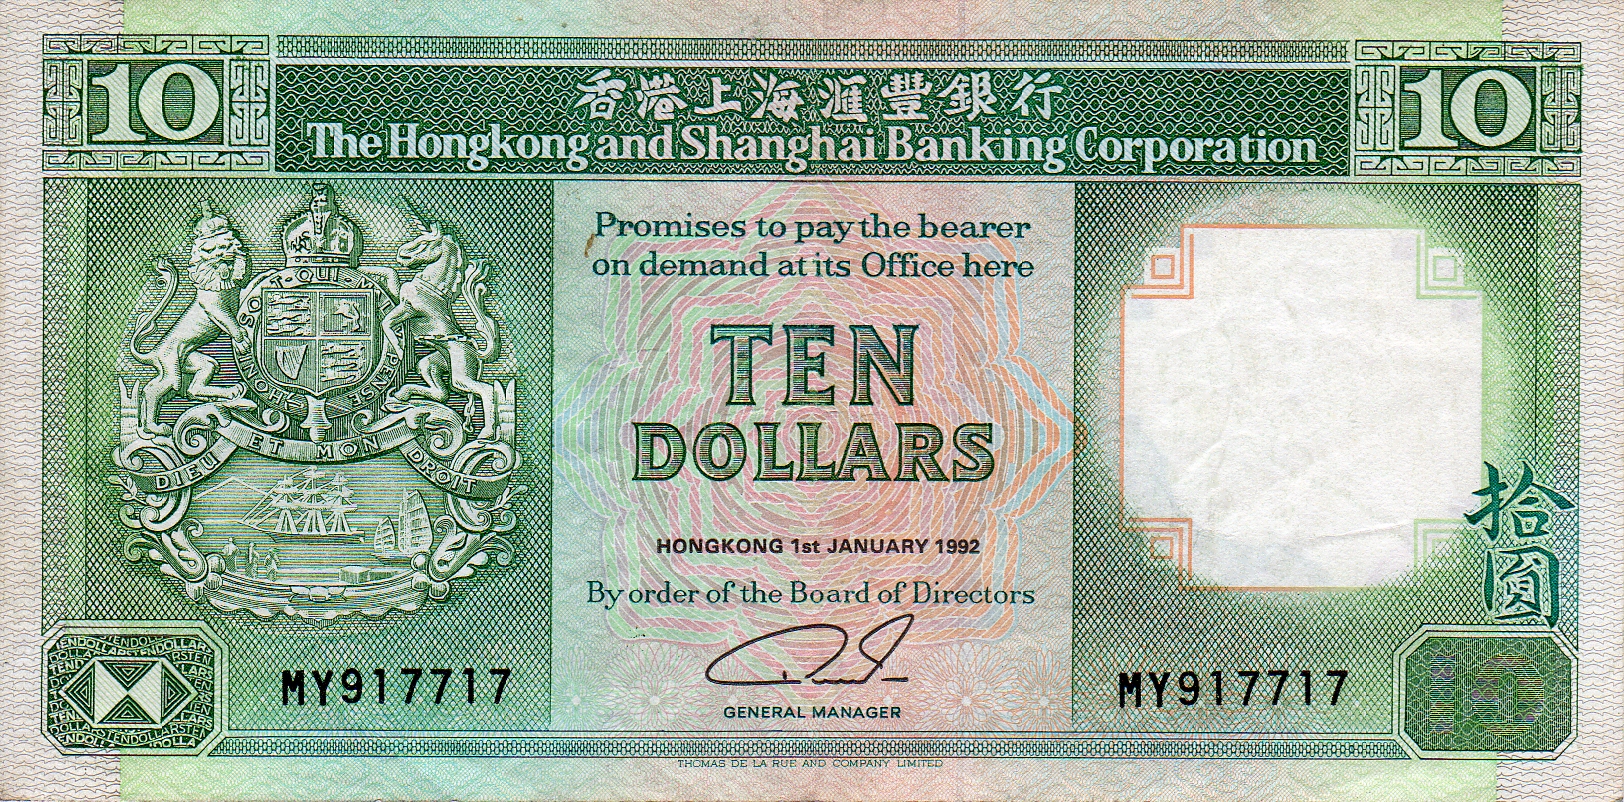 10
10
香港上海滙豐銀行
The Hongkong and Shanghai Banking Corporation
Promises to pay the bearer
on demand at its Office here
HONI SOIT QUI MAL Y PENSE
TEN
DOLLARS
DIEU ET MON DROIT
拾
圓
HONGKONG 1st JANUARY 1992
By order of the Board of Directors
MY917717
MY917717
GENERAL MANAGER
10
THOMAS DE LA RUE AND COMPANY LIMITED